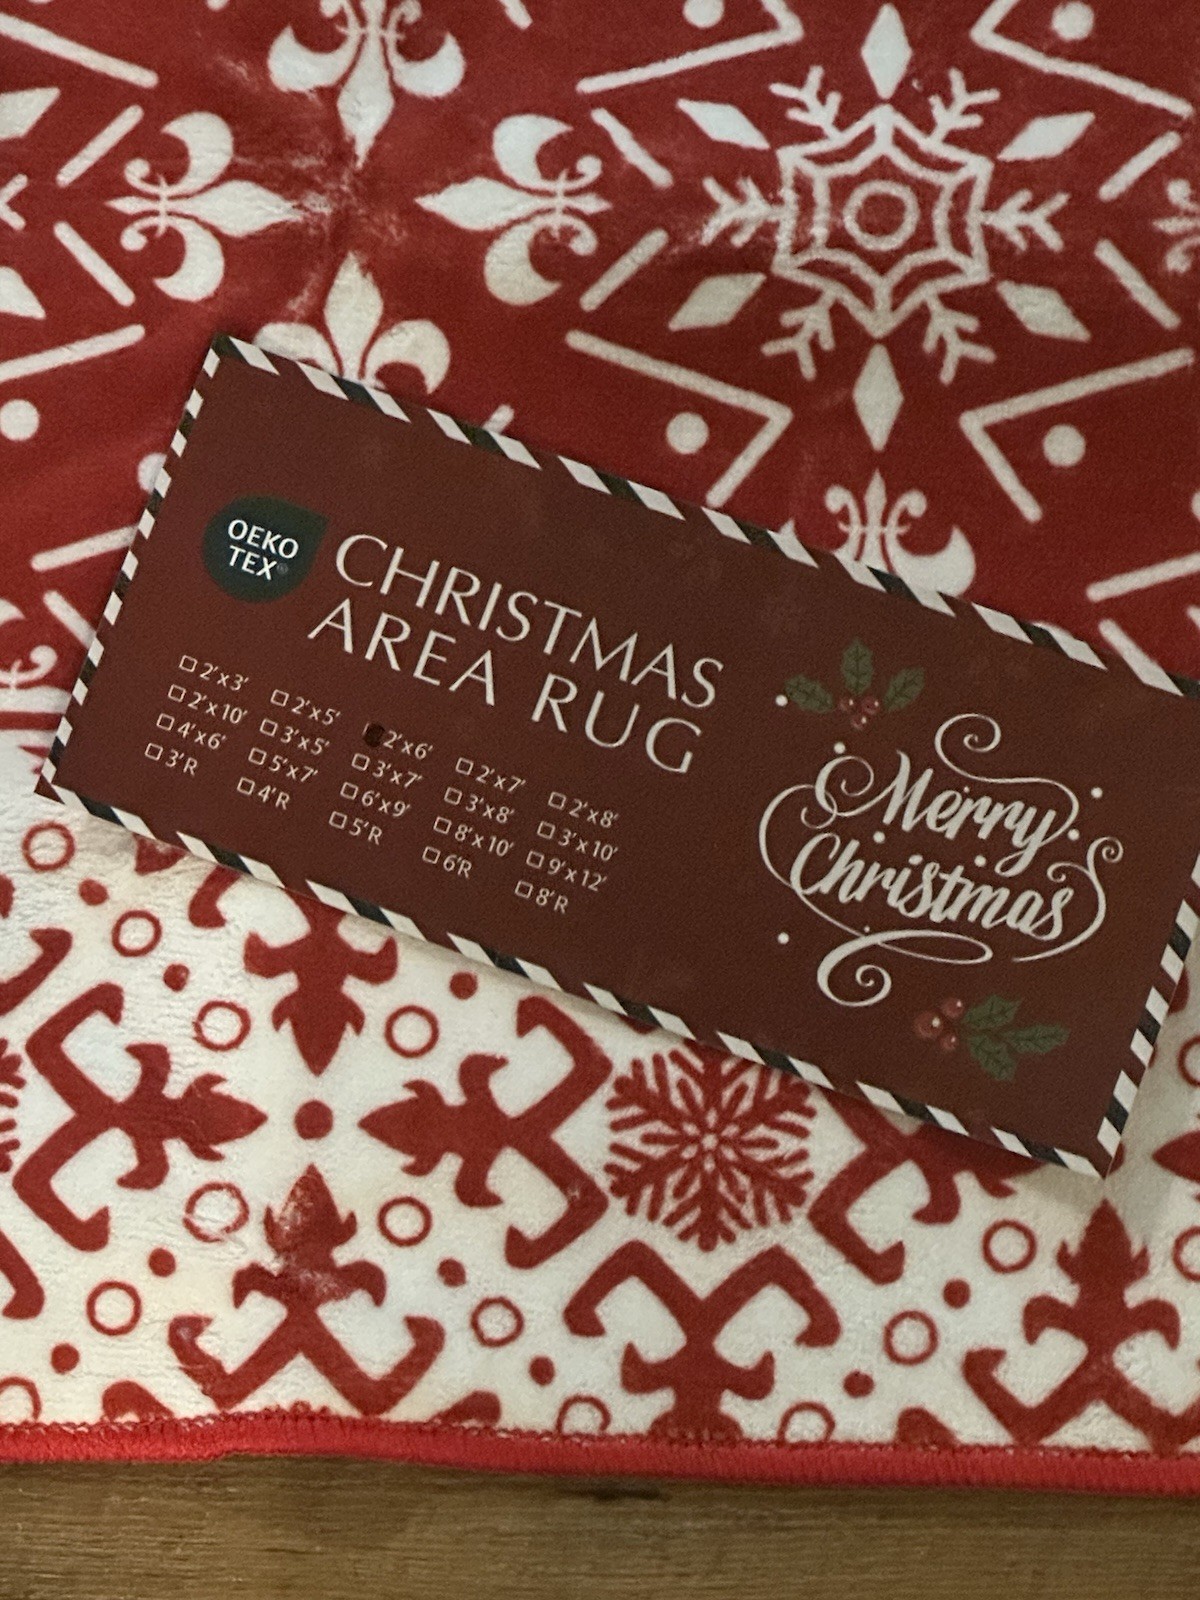 OEKO
TEX®
CHRISTMAS
AREA RUG
☐ 2'x3' ☐ 2'x5' 2'x6' ☐ 2'x7' ☐ 2'x8'
☐ 2'x10' ☐ 3'x5' ☐ 3'x7' ☐ 3'x8' ☐ 3'x10'
☐ 4'x6' ☐ 5'x7' ☐ 6'x9' ☐ 8'x10' ☐ 9'x12'
☐ 3'R ☐ 4'R ☐ 5'R ☐ 6'R ☐ 8'R
Merry
Christmas